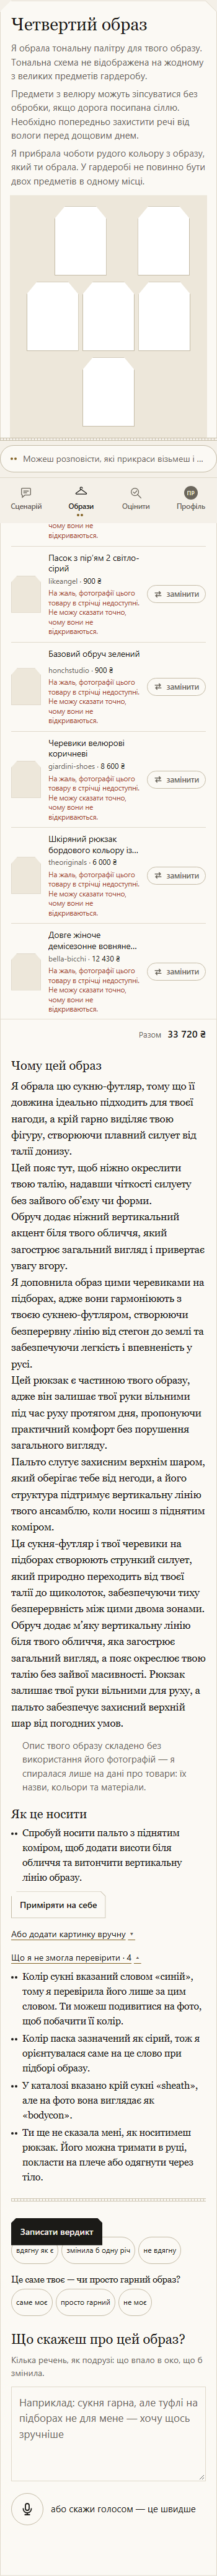 Четвертий образ
Я обрала тональну палітру для твого образу.
Тональна схема не відображена на жодному
з великих предметів гардеробу.
Предмети з велюру можуть зіпсуватися без
обробки, якщо дорога посипана сіллю.
Необхідно попередньо захистити речі від
вологи перед дощовим днем.
Я прибрала чоботи рудого кольору з образу,
який ти обрала. У гардеробі не повинно бути
двох предметів в одному місці.
Можеш розповісти, які прикраси візьмеш і ...
Сценарій
Образи
Оцінити
ПР
Профіль
чому вони не
відкриваються.
Пасок з пір'ям 2 світло-
сірий
likeangel · 900 ₴
На жаль, фотографії цього
товару в стрічці недоступні.
Не можу сказати точно,
чому вони не
відкриваються.
замінити
Базовий обруч зелений
honchstudio · 900 ₴
На жаль, фотографії цього
товару в стрічці недоступні.
Не можу сказати точно,
чому вони не
відкриваються.
замінити
Черевики велюрові
коричневі
giardini-shoes · 8 600 ₴
На жаль, фотографії цього
товару в стрічці недоступні.
Не можу сказати точно,
чому вони не
відкриваються.
замінити
Шкіряний рюкзак
бордового кольору із...
theoriginals · 6 000 ₴
На жаль, фотографії цього
товару в стрічці недоступні.
Не можу сказати точно,
чому вони не
відкриваються.
замінити
Довге жіноче
демісезонне вовняне...
bella-bicchi · 12 430 ₴
На жаль, фотографії цього
товару в стрічці недоступні.
Не можу сказати точно,
чому вони не
відкриваються.
замінити
Разом 33 720 ₴
Чому цей образ
Я обрала цю сукню-футляр, тому що її
довжина ідеально підходить для твоєї
нагоди, а крій гарно виділяє твою
фігуру, створюючи плавний силует від
талії донизу.
Цей пояс тут, щоб ніжно окреслити
твою талію, надавши чіткості силуету
без зайвого об'єму чи форми.
Обруч додає ніжний вертикальний
акцент біля твого обличчя, який
загострює загальний вигляд і привертає
увагу вгору.
Я доповнила образ цими черевиками на
підборах, адже вони гармоніюють з
твоєю сукнею-футляром, створюючи
безперервну лінію від стегон до землі та
забезпечуючи легкість і впевненість у
русі.
Цей рюкзак є частиною твого образу,
адже він залишає твої руки вільними
під час руху протягом дня, пропонуючи
практичний комфорт без порушення
загального вигляду.
Пальто слугує захисним верхнім шаром,
який оберігає тебе від негоди, а його
структура підтримує вертикальну лінію
твого ансамблю, коли носиш з піднятим
коміром.
Ця сукня-футляр і твої черевики на
підборах створюють стрункий силует,
який природно переходить від твоєї
талії до щиколоток, забезпечуючи тиху
безперервність між цими двома зонами.
Обруч додає м'яку вертикальну лінію
біля твого обличчя, яка загострює
загальний вигляд, а пояс окреслює твою
талію без зайвої масивності. Рюкзак
залишає твої руки вільними для руху, а
пальто забезпечує захисний верхній
шар від погодних умов.
Опис твого образу складено без
використання його фотографій — я
спиралася лише на дані про товари: їх
назви, кольори та матеріали.
Як це носити
Спробуй носити пальто з піднятим
коміром, щоб додати висоти біля
обличчя та витончити вертикальну
лінію образу.
Приміряти на себе
Або додати картинку вручну
Що я не змогла перевірити · 4
Колір сукні вказаний словом «синій»,
тому я перевірила його лише за цим
словом. Ти можеш подивитися на фото,
щоб побачити її колір.
Колір паска зазначений як сірий, тож я
орієнтувалася саме на це слово при
підборі образу.
У каталозі вказано крій сукні «sheath»,
але на фото вона виглядає як
«bodycon».
Ти ще не сказала мені, як носитимеш
рюкзак. Його можна тримати в руці,
покласти на плече або одягнути через
тіло.
Записати вердикт
вдягну як є
змінила б одну річ
не вдягну
Це саме твоє — чи просто гарний образ?
саме моє
просто гарний
не моє
Що скажеш про цей образ?
Кілька речень, як подрузі: що впало в око, що б
змінила.
Наприклад: сукня гарна, але туфлі на
підборах не для мене — хочу щось
зручніше
або скажи голосом — це швидше